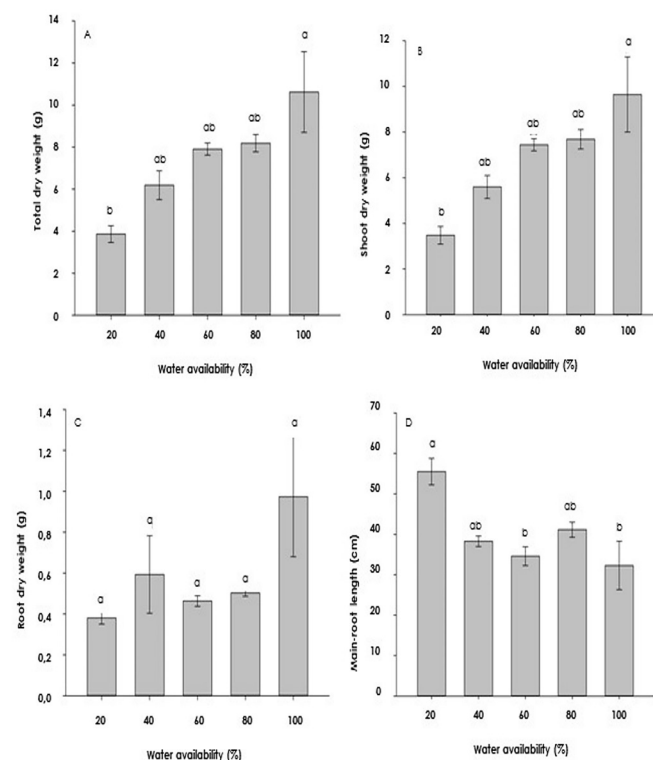 A
Total dry weight (g)
14
12
10
8
6
4
2
0
b
ab
ab
ab
a
20 40 60 80 100
Water availability (%)
B
Shoot dry weight (g)
12
10
8
6
4
2
0
b
ab
ab
ab
a
20 40 60 80 100
Water availability (%)
C
Root dry weight (g)
1,4
1,2
1,0
0,8
0,6
0,4
0,2
0,0
a
a
a
a
a
20 40 60 80 100
Water availability (%)
D
Main-root length (cm)
70
60
50
40
30
20
10
0
a
ab
b
ab
b
20 40 60 80 100
Water availability (%)